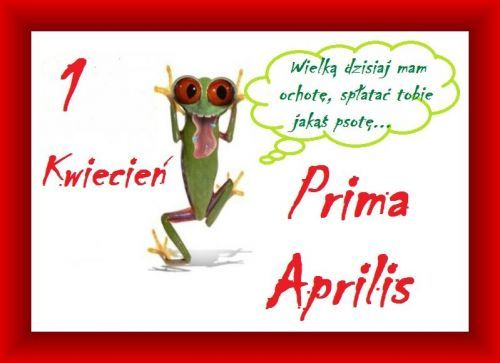 1
Kwiecień
Wielką dzisiaj mam
ochotę, spłatać tobie
jakąś psotę...
Prima
Aprilis